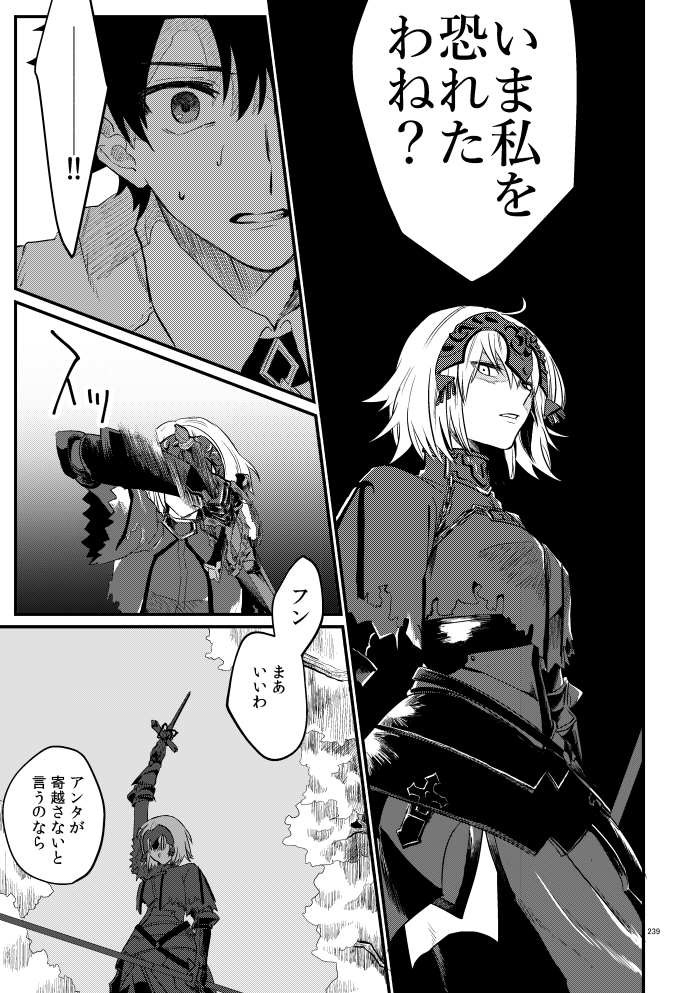 いま私を
恐れた
わね？
――!!
スッ
フン
まあ
いいわ
アンタが
寄越さないと
言うのなら
239